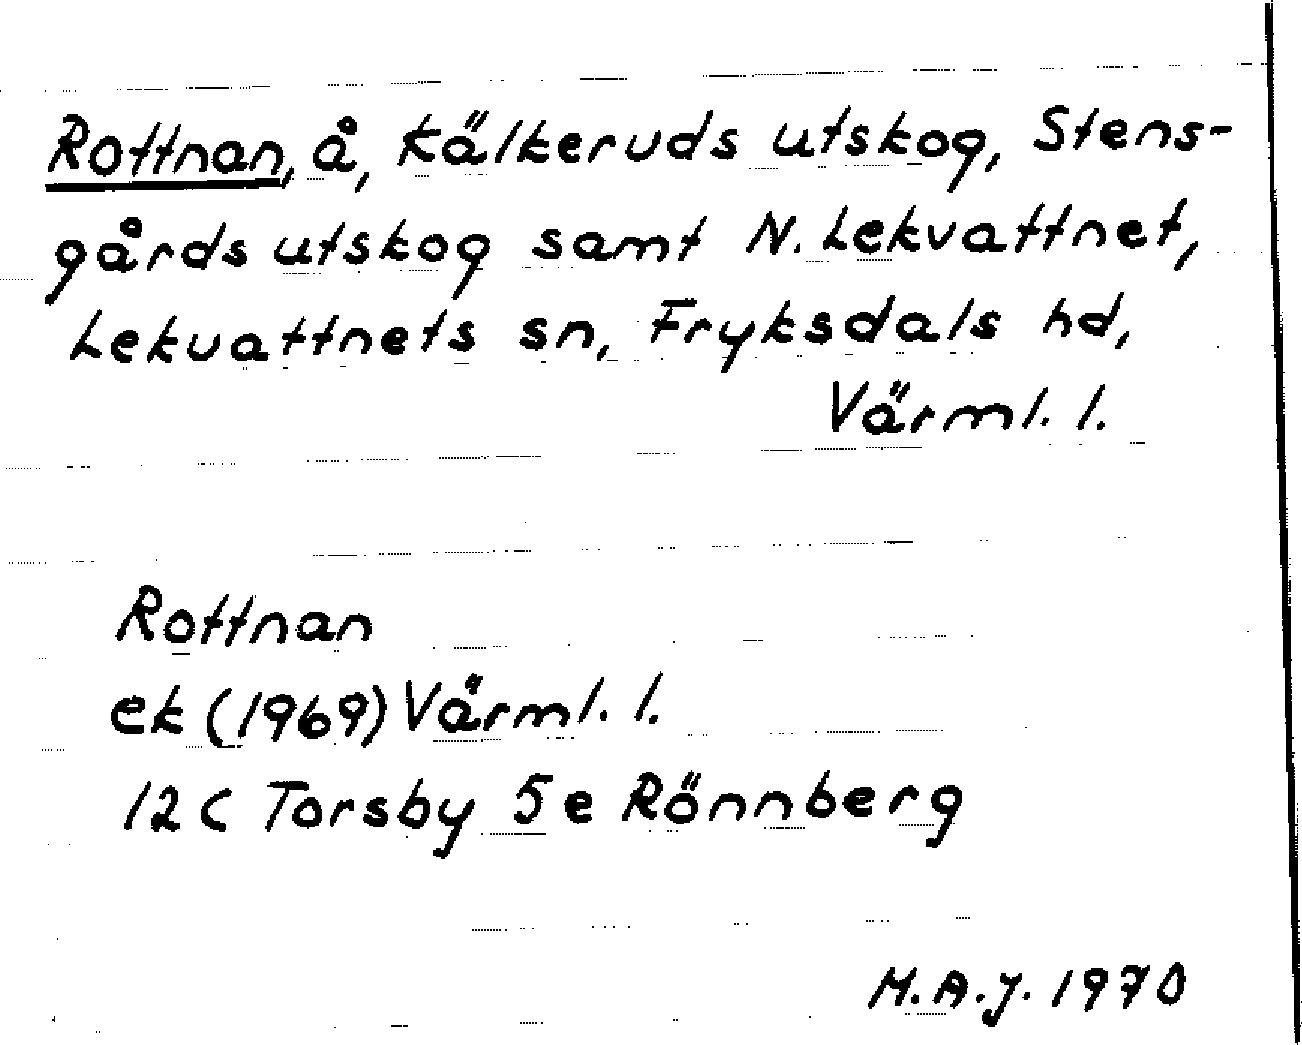 Rottnan, å, Kälkeruds utskog, Stens-
gårds utskog samt N. Lekvattnet,
Lekvattnets sn, Fryksdals hd,
Värml. l.
Rottnan
ek (1969) Värml. l.
12 C Torsby 5 e Rönnberg
M.A.J. 1970